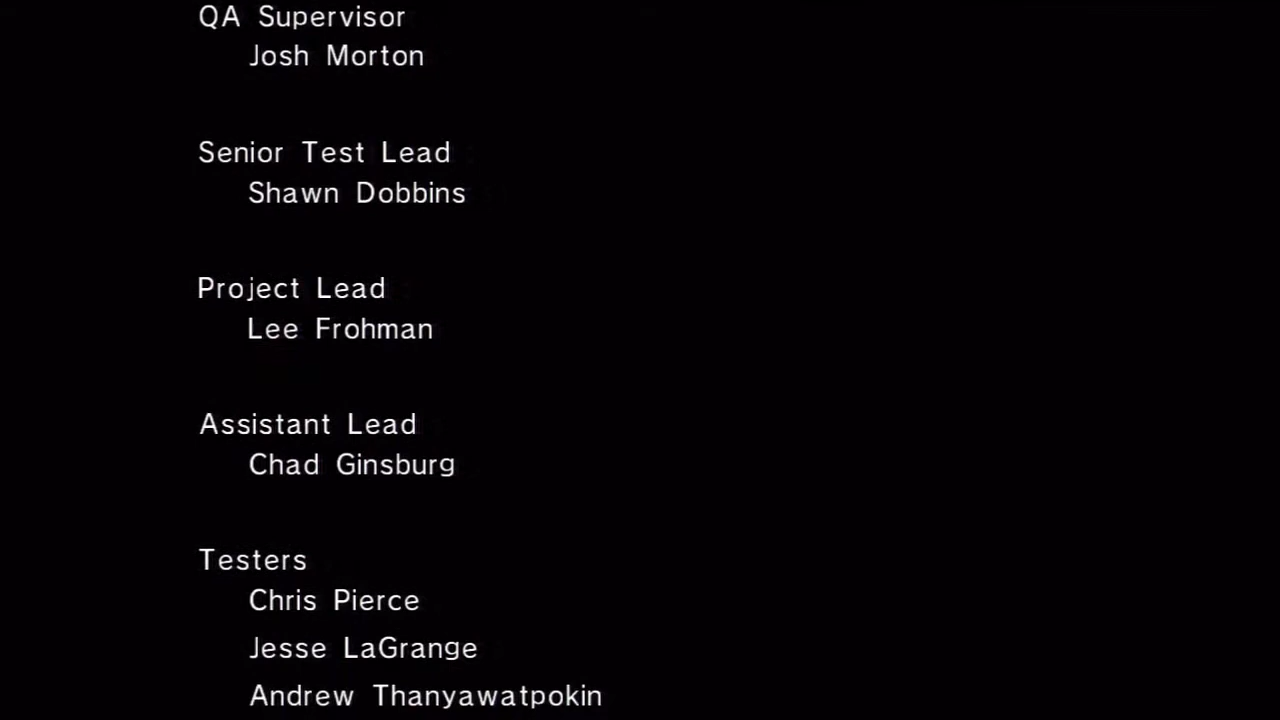 QA Supervisor
Josh Morton
Senior Test Lead
Shawn Dobbins
Project Lead
Lee Frohman
Assistant Lead
Chad Ginsburg
Testers
Chris Pierce
Jesse LaGrange
Andrew Thanyawatpokin